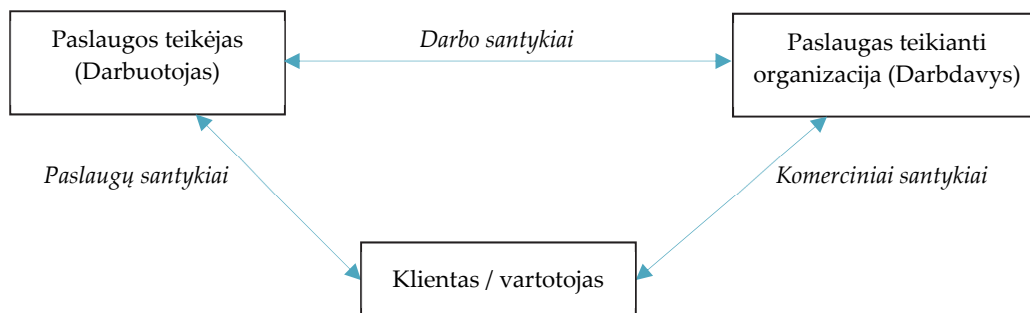 Paslaugos teikėjas
(Darbuotojas)
Darbo santykiai
Paslaugas teikianti
organizacija (Darbdavys)
Paslaugų santykiai
Komerciniai santykiai
Klientas / vartotojas